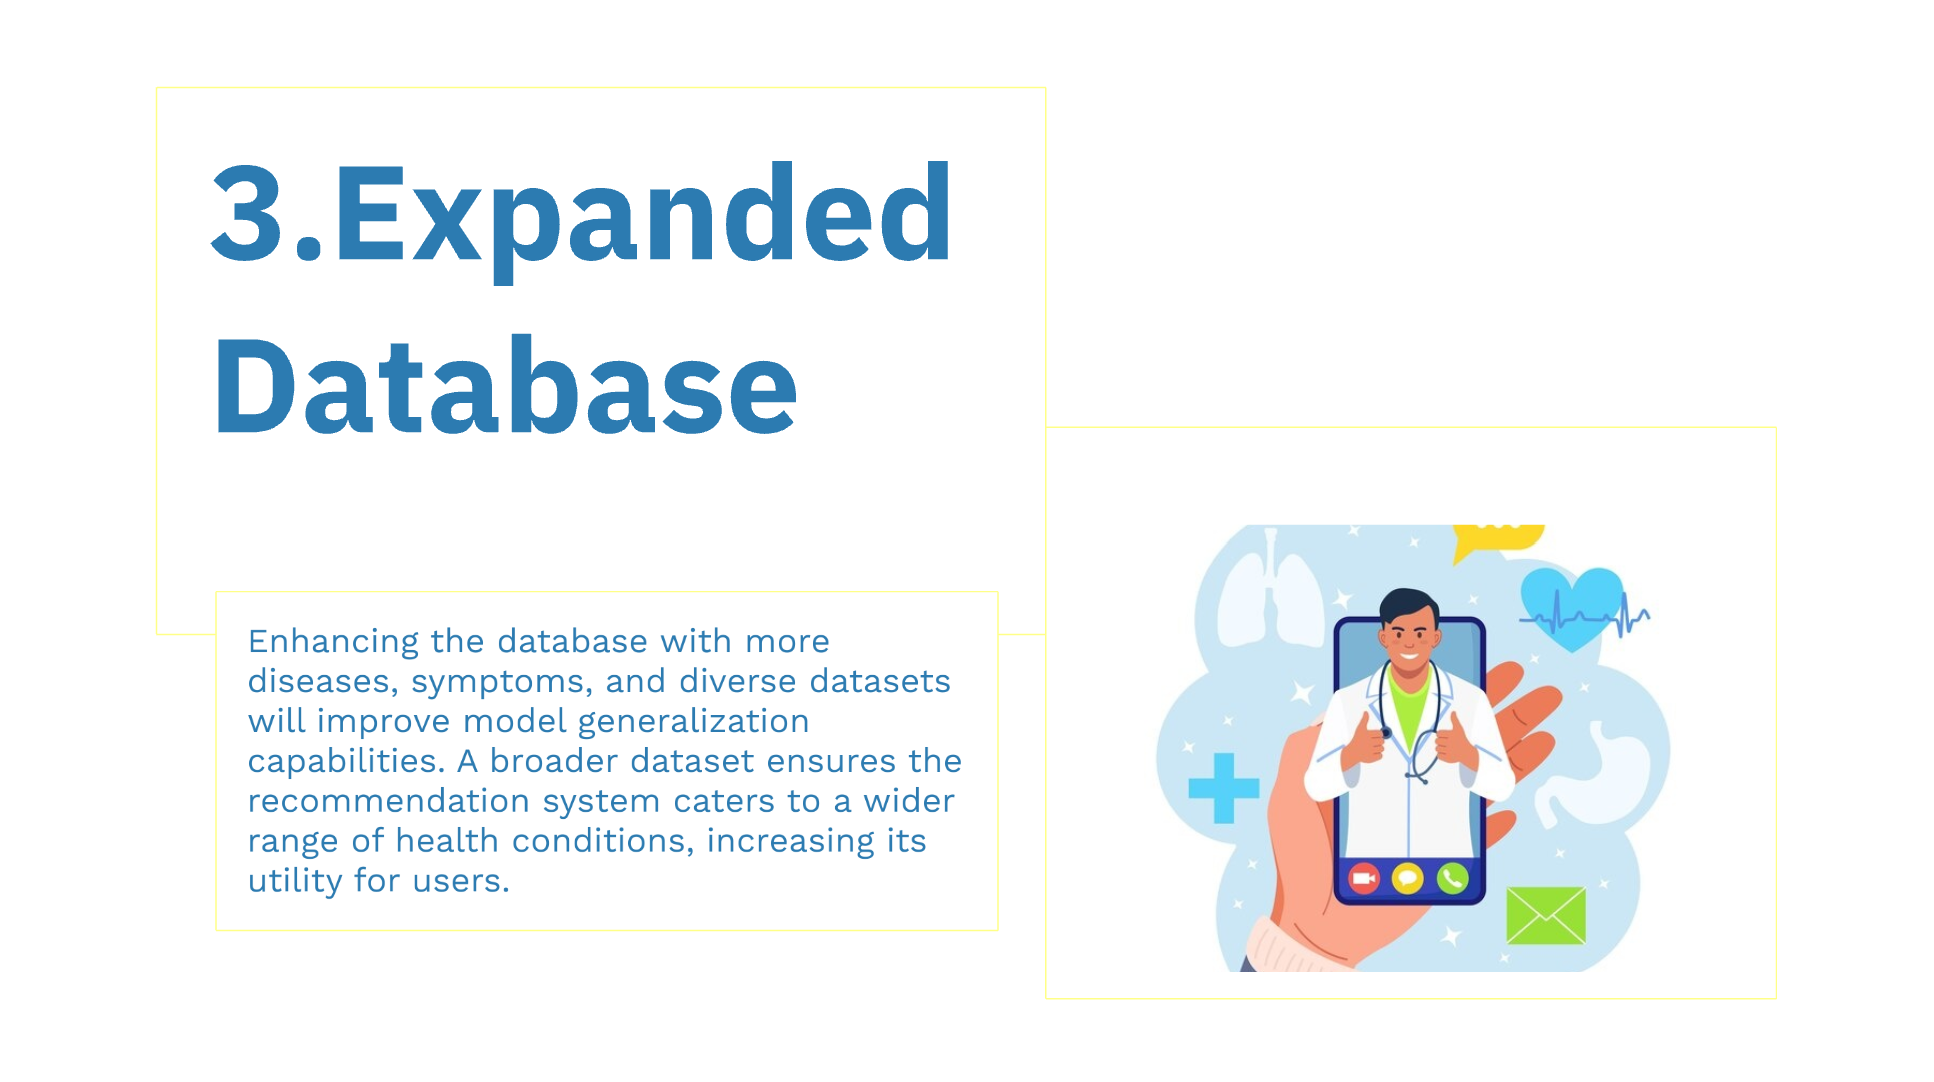 3.Expanded
Database
Enhancing the database with more
diseases, symptoms, and diverse datasets
will improve model generalization
capabilities. A broader dataset ensures the
recommendation system caters to a wider
range of health conditions, increasing its
utility for users.